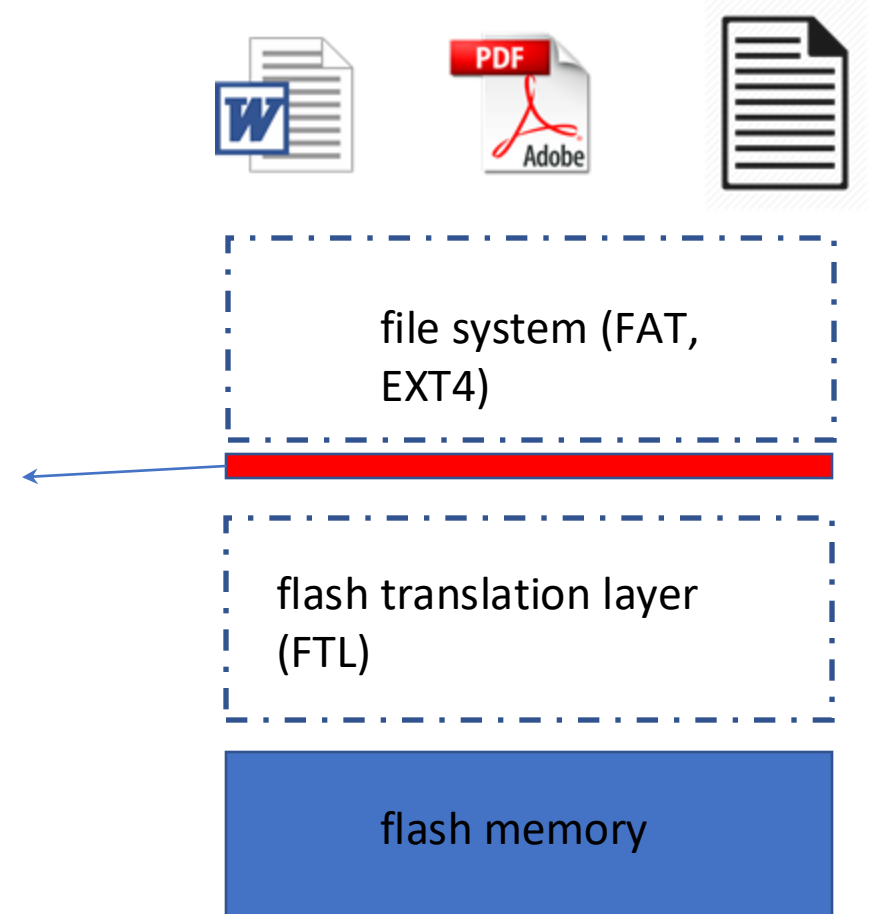 W
PDF
Adobe
file system (FAT,
EXT4)
flash translation layer
(FTL)
flash memory